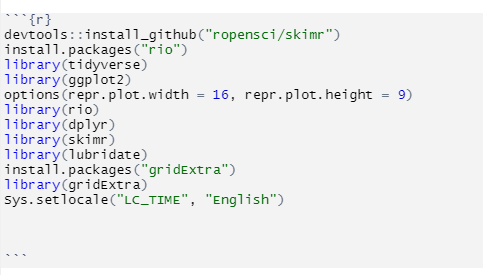 ```{r}
devtools::install_github("ropensci/skimr")
install.packages("rio")
library(tidyverse)
library(ggplot2)
options(repr.plot.width = 16, repr.plot.height = 9)
library(rio)
library(dplyr)
library(skimr)
library(lubridate)
install.packages("gridExtra")
library(gridExtra)
Sys.setlocale("LC_TIME", "English")
```